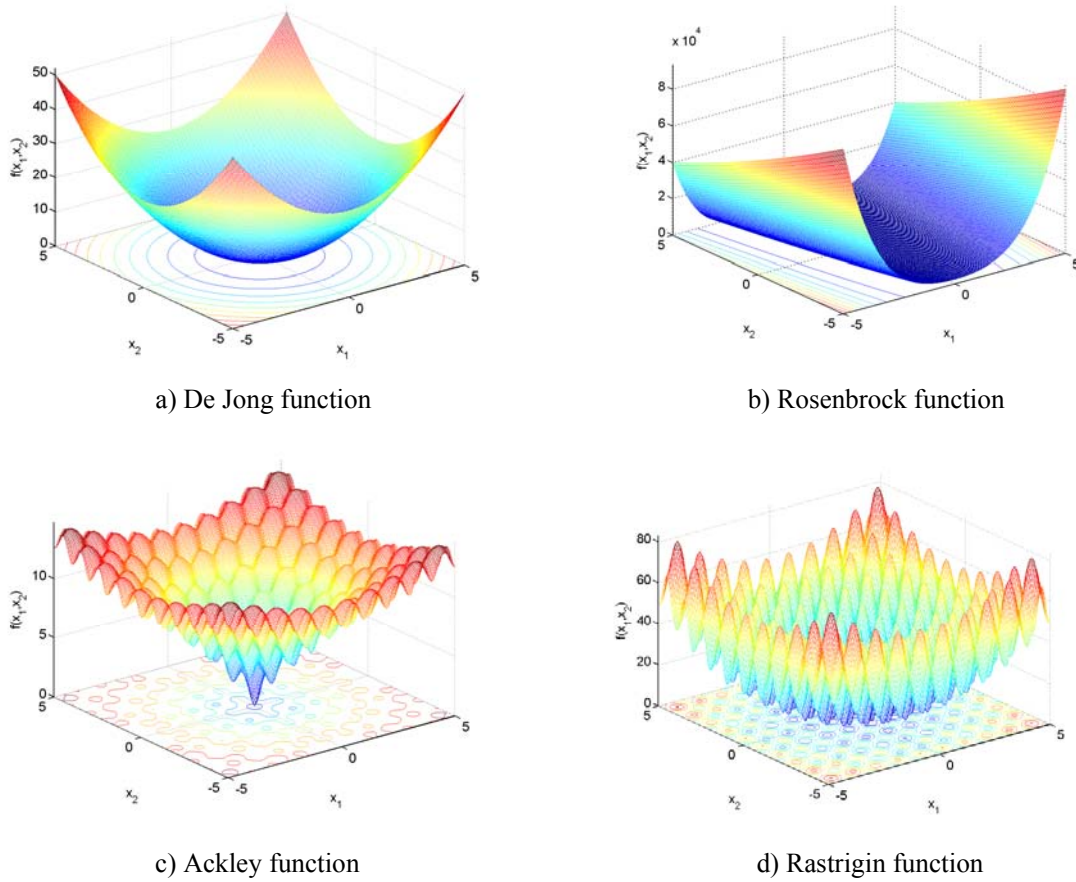 50
40
30
20
10
0
f(x₁,x₂)
5
0
-5
x₂
-5
0
5
x₁
a) De Jong function
x 10⁴
8
6
4
2
0
f(x₁,x₂)
5
0
-5
x₂
-5
0
5
x₁
b) Rosenbrock function
10
5
0
f(x₁,x₂)
5
0
-5
x₂
-5
0
5
x₁
c) Ackley function
80
60
40
20
0
f(x₁,x₂)
5
0
-5
x₂
-5
0
5
x₁
d) Rastrigin function